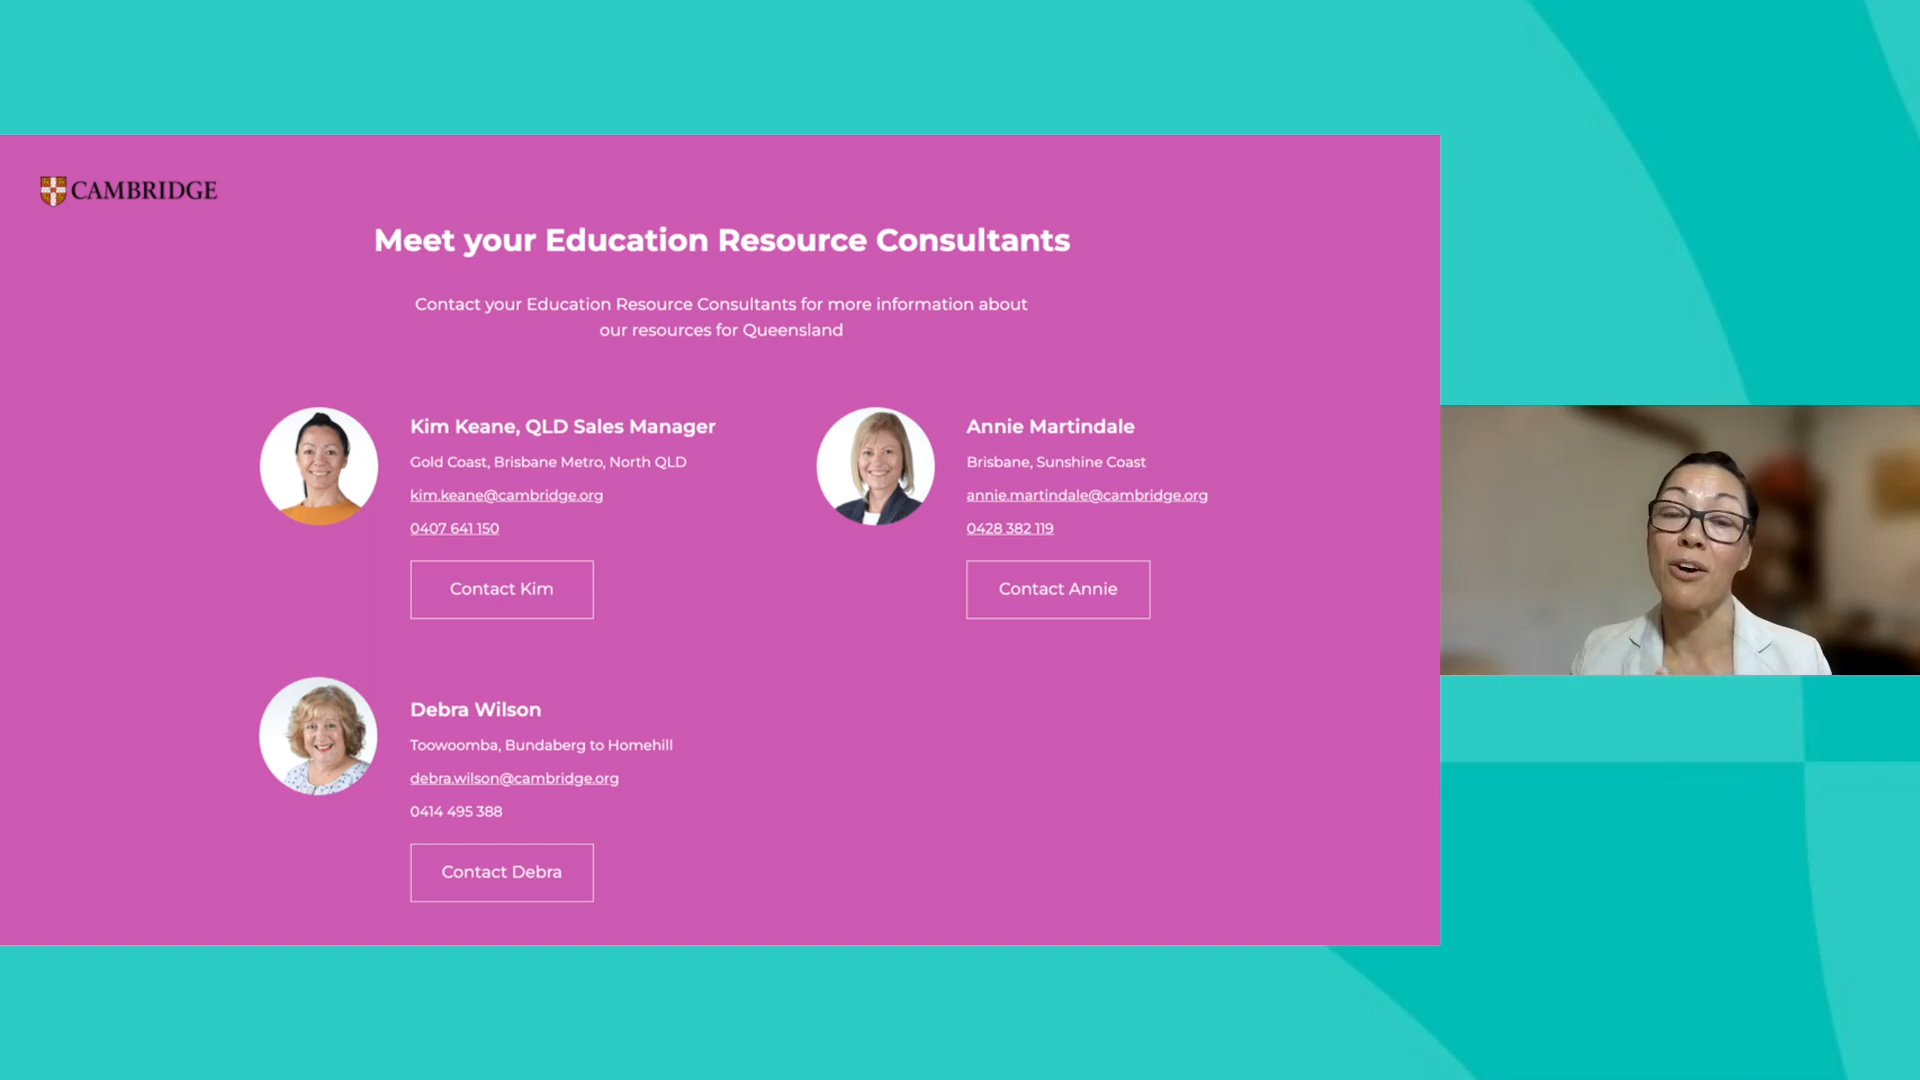 CAMBRIDGE
Meet your Education Resource Consultants
Contact your Education Resource Consultants for more information about
our resources for Queensland
Kim Keane, QLD Sales Manager
Gold Coast, Brisbane Metro, North QLD
kim.keane@cambridge.org
0407 641 150
Contact Kim
Annie Martindale
Brisbane, Sunshine Coast
annie.martindale@cambridge.org
0428 382 119
Contact Annie
Debra Wilson
Toowoomba, Bundaberg to Homehill
debra.wilson@cambridge.org
0414 495 388
Contact Debra